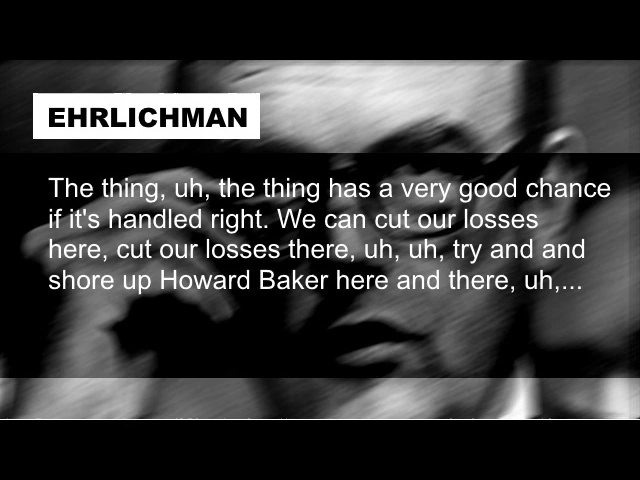 EHRLICHMAN
The thing, uh, the thing has a very good chance
if it's handled right. We can cut our losses
here, cut our losses there, uh, uh, try and and
shore up Howard Baker here and there, uh,...